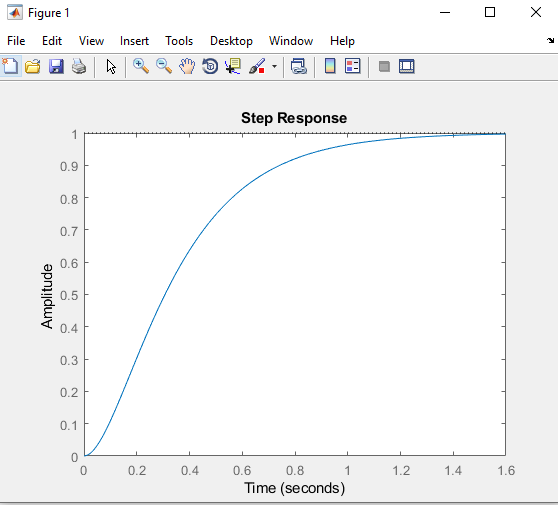 Figure 1
File Edit View Insert Tools Desktop Window Help
Step Response
1
0.9
0.8
0.7
0.6
0.5
0.4
0.3
0.2
0.1
0
Amplitude
0 0.2 0.4 0.6 0.8 1 1.2 1.4 1.6
Time (seconds)